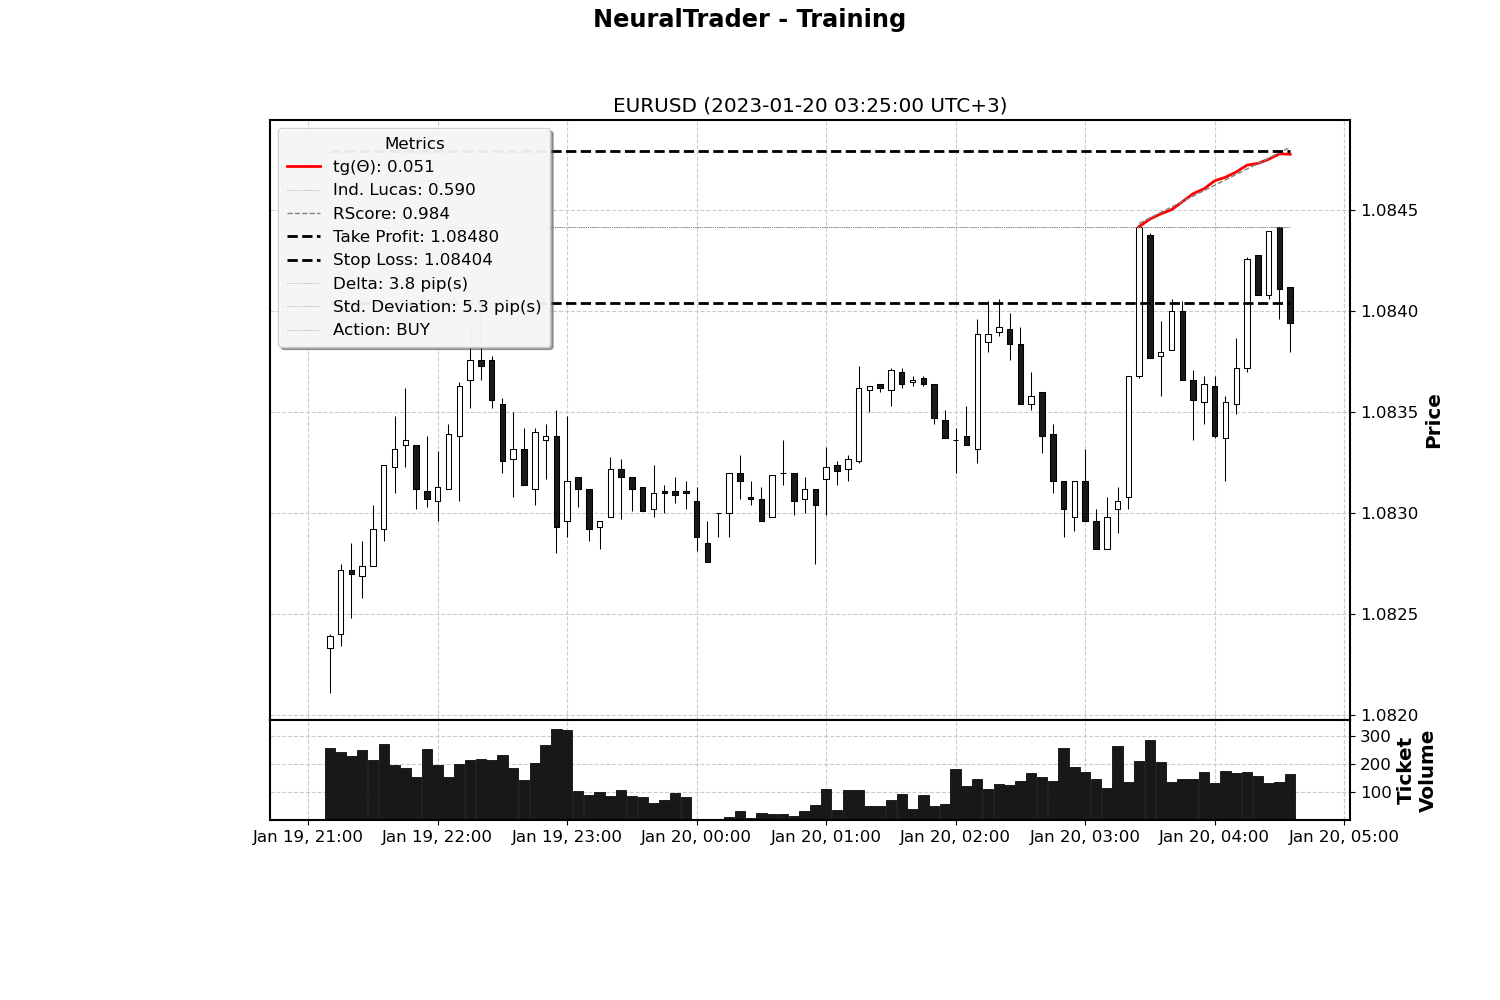 NeuralTrader - Training
EURUSD (2023-01-20 03:25:00 UTC+3)
Metrics
tg(Θ): 0.051
Ind. Lucas: 0.590
RScore: 0.984
Take Profit: 1.08480
Stop Loss: 1.08404
Delta: 3.8 pip(s)
Std. Deviation: 5.3 pip(s)
Action: BUY
1.0845
1.0840
1.0835
1.0830
1.0825
1.0820
Price
300
200
100
Ticket
Volume
Jan 19, 21:00
Jan 19, 22:00
Jan 19, 23:00
Jan 20, 00:00
Jan 20, 01:00
Jan 20, 02:00
Jan 20, 03:00
Jan 20, 04:00
Jan 20, 05:00